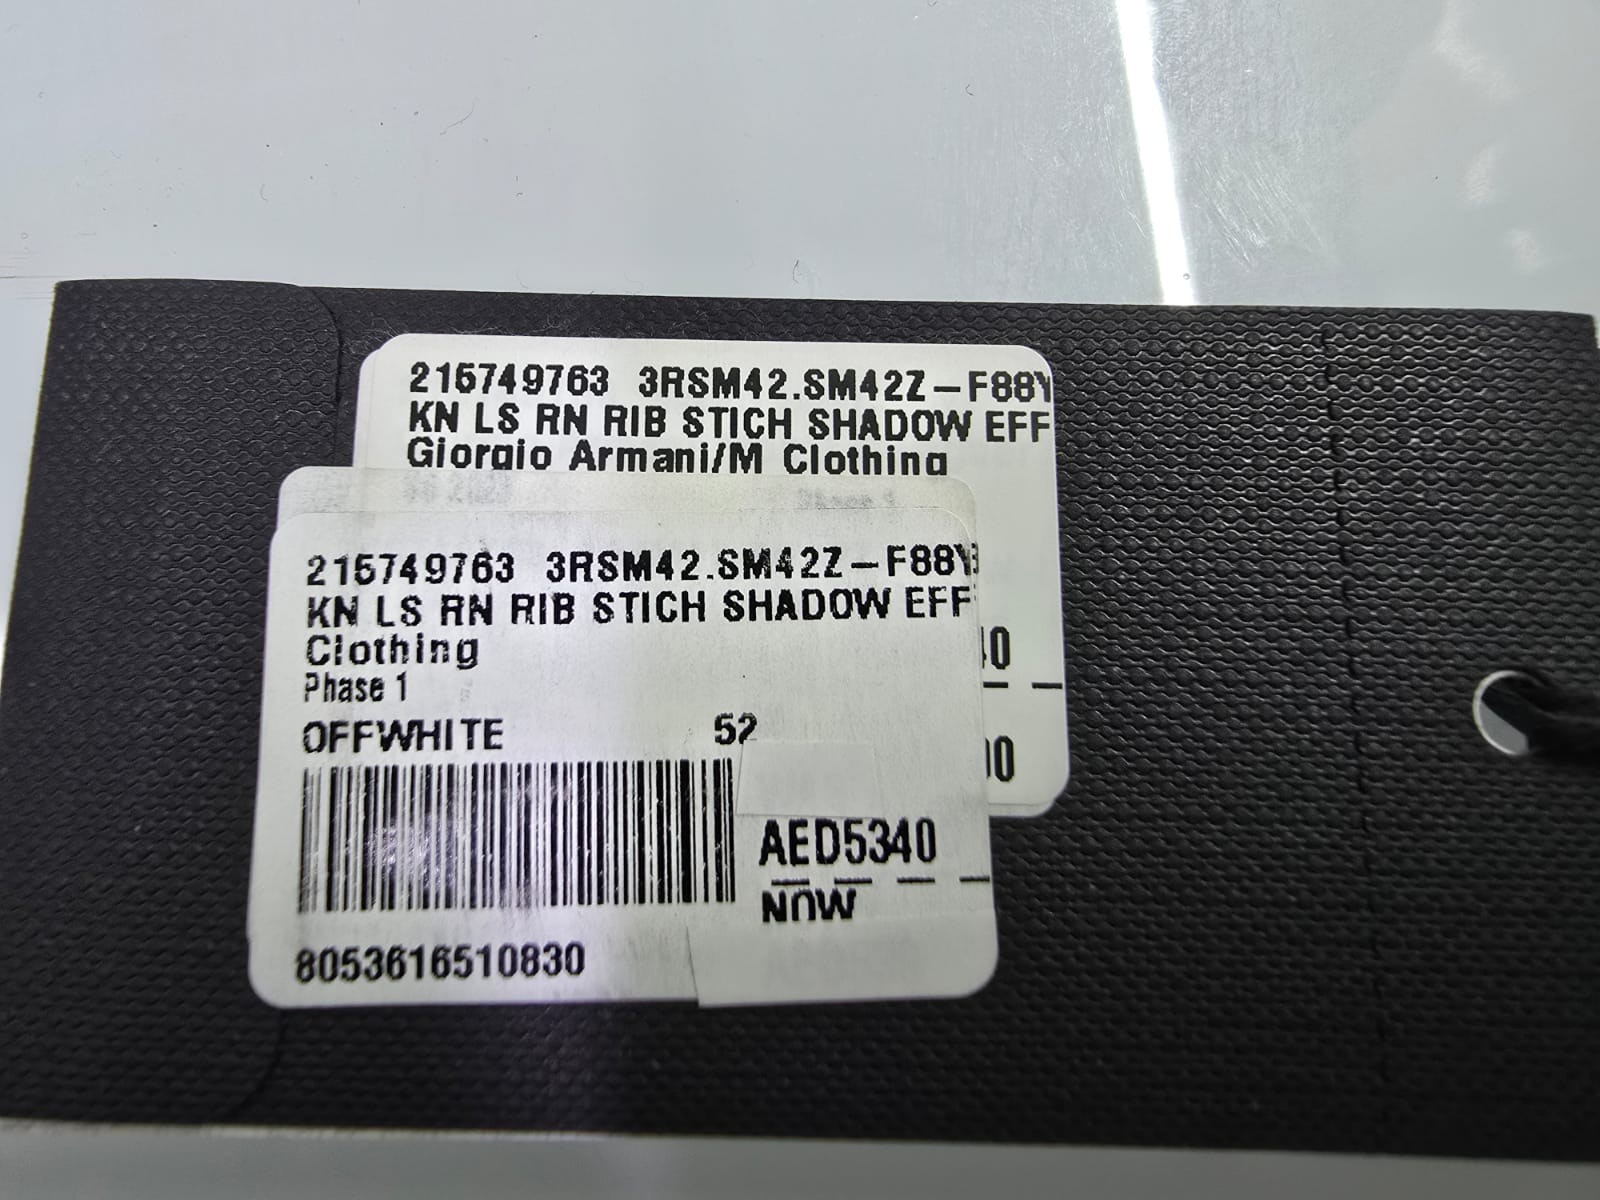 215749763 3RSM42.SM42Z-F88Y
KN LS RN RIB STICH SHADOW EFF
Giorgio Armani/M Clothing
215749763 3RSM42.SM42Z-F88Y
KN LS RN RIB STICH SHADOW EFF
Clothing
Phase 1
OFFWHITE 52
AED5340
NOW
8053616510830